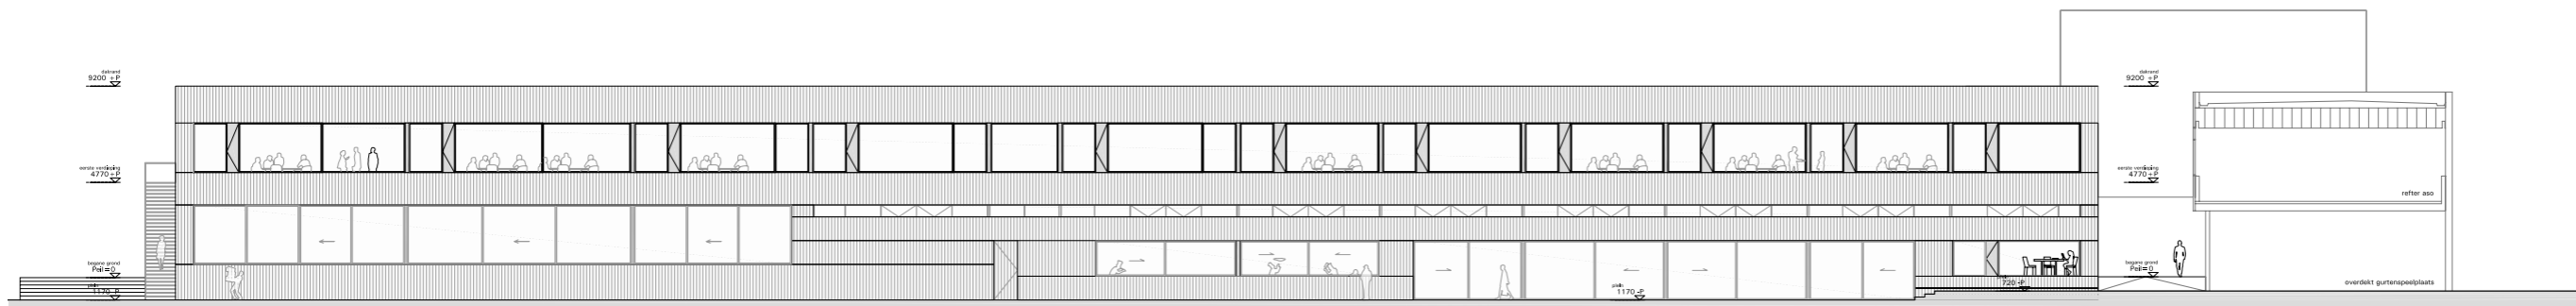 dakrand
9200 +P
eerste verdieping
4770 +P
begane grond
Peil=0
1170 -P
dakrand
9200 +P
eerste verdieping
4770 +P
refter aso
begane grond
Peil=0
720 -P
overdekt gurtenspeelplaats
1170 -P